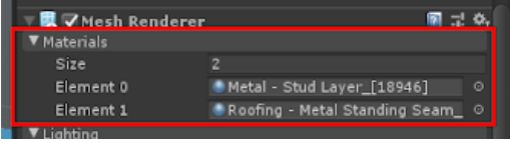 Mesh Renderer
Materials
Size 2
Element 0 Metal - Stud Layer_[18946]
Element 1 Roofing - Metal Standing Seam_
Lighting